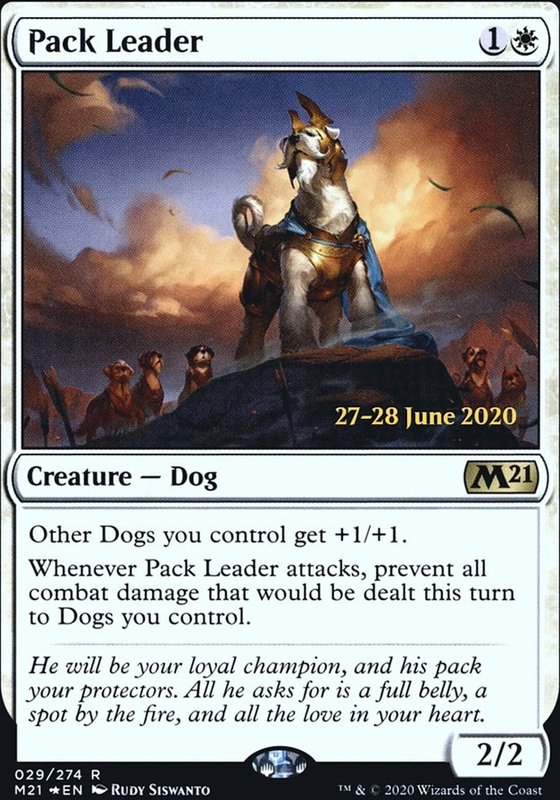 Pack Leader 1
27-28 June 2020
Creature — Dog M21
Other Dogs you control get +1/+1.
Whenever Pack Leader attacks, prevent all
combat damage that would be dealt this turn
to Dogs you control.
He will be your loyal champion, and his pack
your protectors. All he asks for is a full belly, a
spot by the fire, and all the love in your heart.
2/2
029/274 R
M21 ★ EN Rudy Siswanto ™ & © 2020 Wizards of the Coast